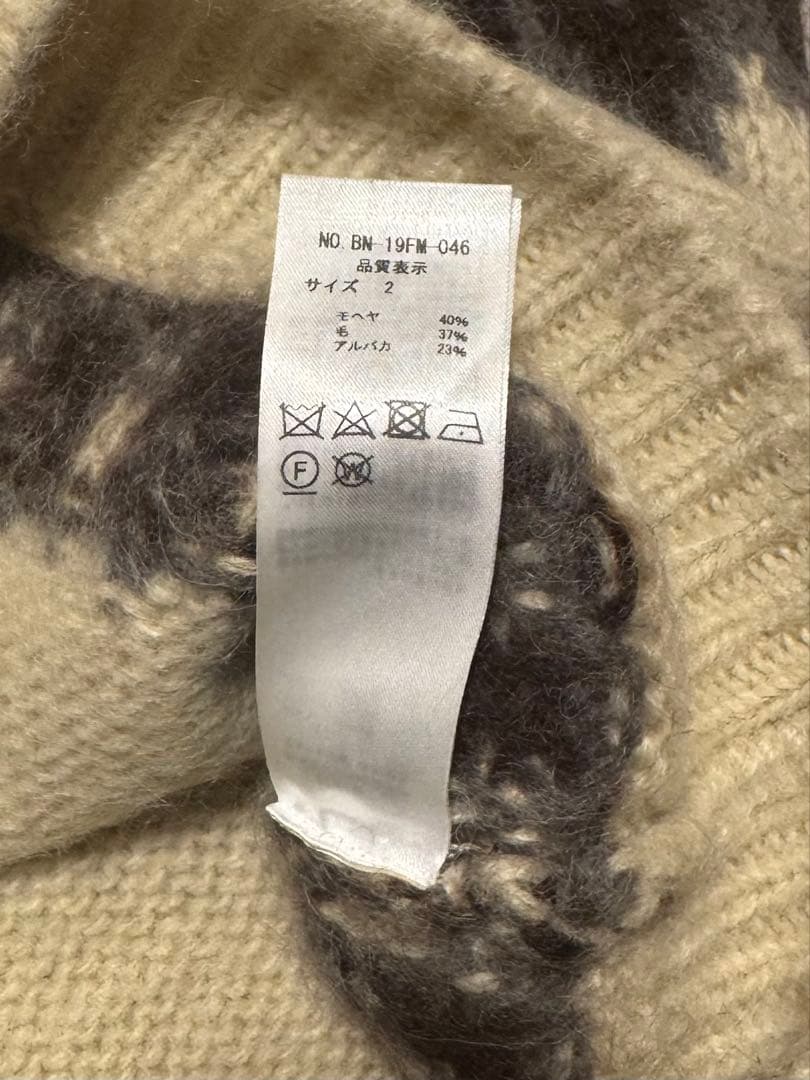 NO.BN-19FM-046
品質表示
サイズ 2
モヘヤ 40%
毛 37%
アルパカ 23%
F W